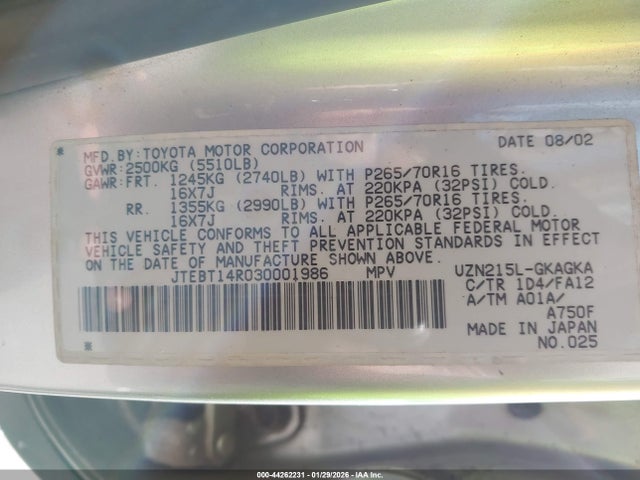 * MFD.BY:TOYOTA MOTOR CORPORATION DATE 08/02
GVWR:2500KG (5510LB)
GAWR:FRT. 1245KG (2740LB) WITH P265/70R16 TIRES.
16X7J RIMS. AT 220KPA (32PSI) COLD.
RR. 1355KG (2990LB) WITH P265/70R16 TIRES.
16X7J RIMS. AT 220KPA (32PSI) COLD.
THIS VEHICLE CONFORMS TO ALL APPLICABLE FEDERAL MOTOR
VEHICLE SAFETY AND THEFT PREVENTION STANDARDS IN EFFECT
ON THE DATE OF MANUFACTURE SHOWN ABOVE.
JTEBT14R030001986 MPV UZN215L-GKAGKA
C/TR 1D4/FA12
A/TM A01A/
A750F
MADE IN JAPAN
* NO.025
000-44262231 - 01/29/2026 - IAAI, Inc.